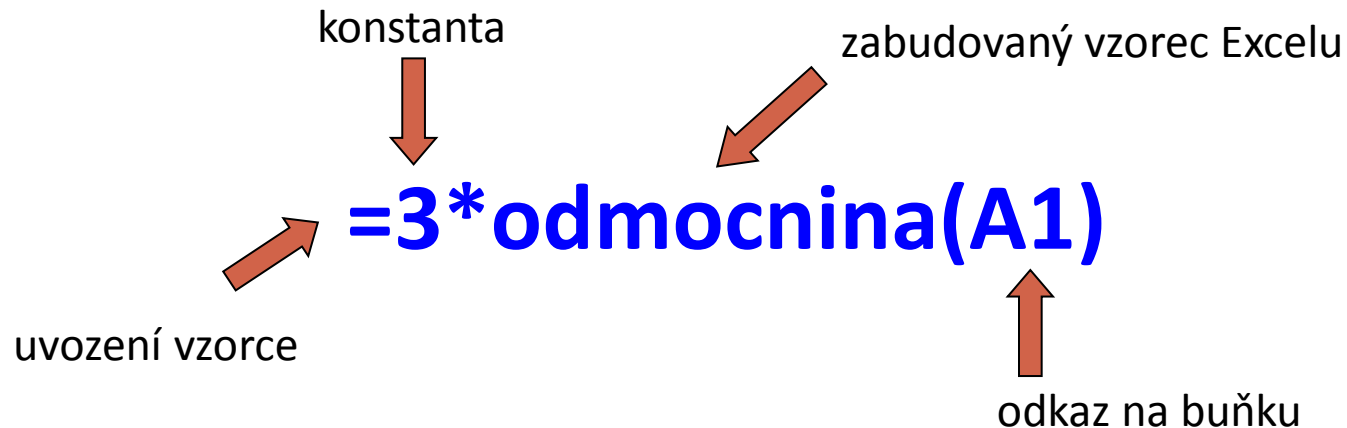 konstanta
zabudovaný vzorec Excelu
=3*odmocnina(A1)
uvození vzorce
odkaz na buňku